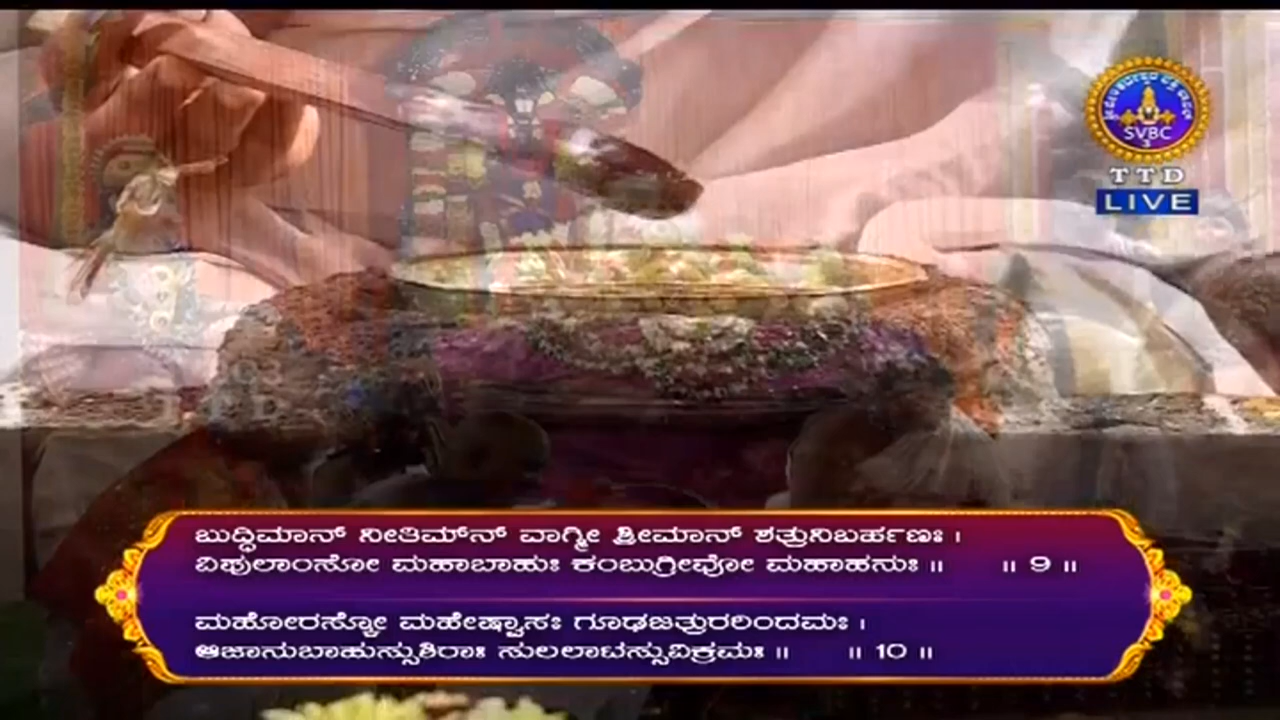 SVBC
3
TTD
LIVE
ಬುದ್ಧಿಮಾನ್ ನೀತಿಮ್‌ನ್ ವಾಗ್ಮೀ ಶ್ರೀಮಾನ್ ಶತ್ರುನಿಬರ್ಹಣಃ ।
ವಿಪುಲಾಂಸೋ ಮಹಾಬಾಹುಃ ಕಂಬುಗ್ರೀವೋ ಮಹಾಹನುಃ ॥ ॥ 9 ॥
ಮಹೋರಸ್ಕೋ ಮಹೇಷ್ವಾಸಃ ಗೂಢಜತ್ರುರರಿಂದಮಃ ।
ಆಜಾನುಬಾಹುಸ್ಸುಶಿರಾಃ ಸುಲಲಾಟಸ್ಸುವಿಕ್ರಮಃ ॥ ॥ 10 ॥